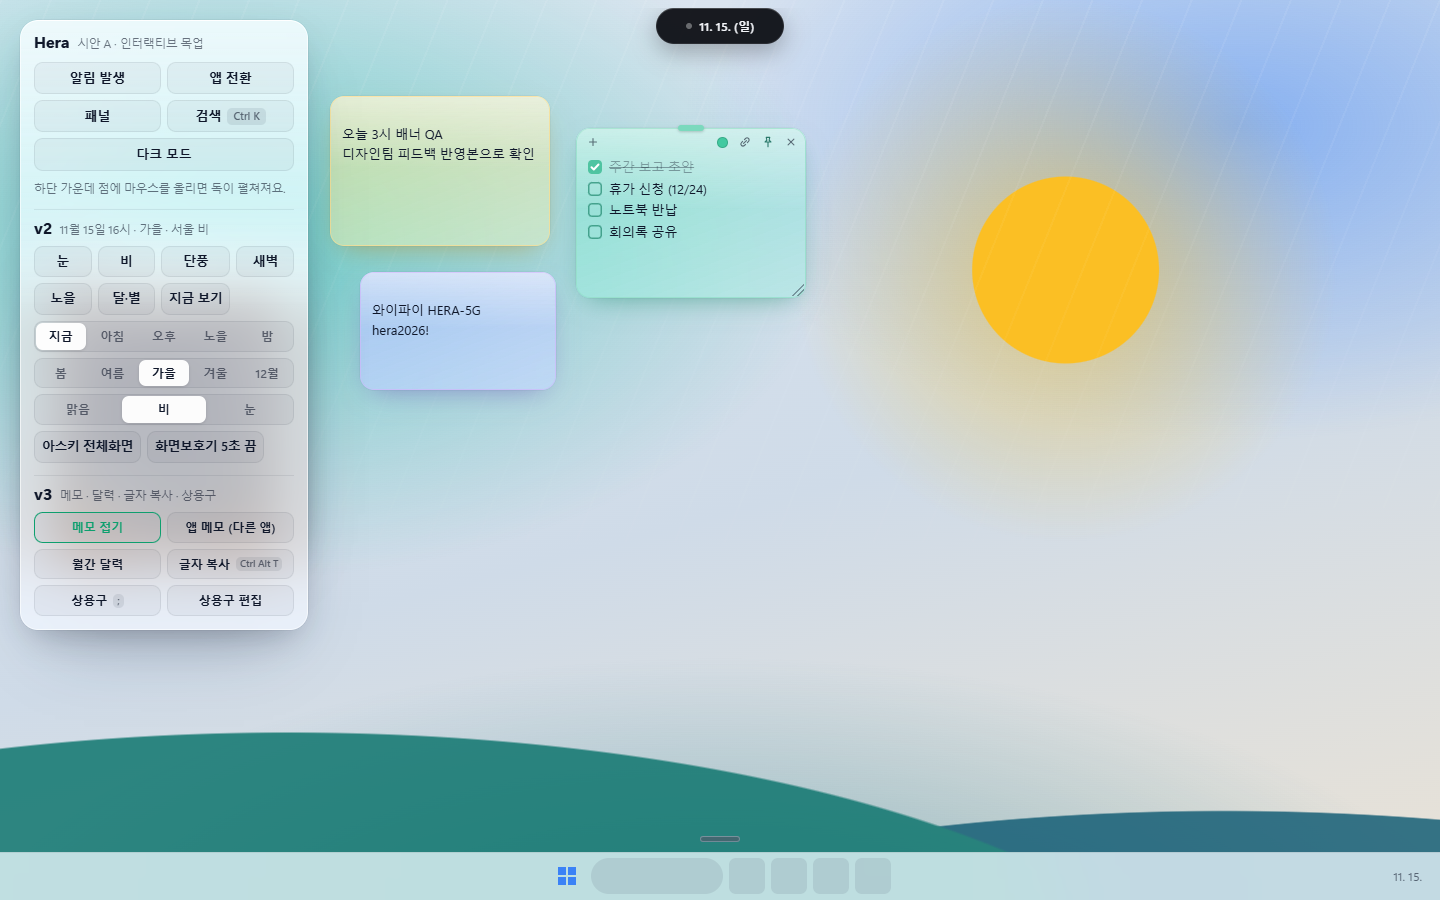 11. 15. (일)
Hera 시안 A · 인터랙티브 목업
알림 발생 앱 전환
패널 검색 Ctrl K
다크 모드
하단 가운데 점에 마우스를 올리면 독이 펼쳐져요.
v2 11월 15일 16시 · 가을 · 서울 비
눈 비 단풍 새벽
노을 달·별 지금 보기
지금 아침 오후 노을 밤
봄 여름 가을 겨울 12월
맑음 비 눈
아스키 전체화면 화면보호기 5초 끔
v3 메모 · 달력 · 글자 복사 · 상용구
메모 접기 앱 메모 (다른 앱)
월간 달력 글자 복사 Ctrl Alt T
상용구 ; 상용구 편집
오늘 3시 배너 QA
디자인팀 피드백 반영본으로 확인
주간 보고 초안
휴가 신청 (12/24)
노트북 반납
회의록 공유
와이파이 HERA-5G
hera2026!
11. 15.